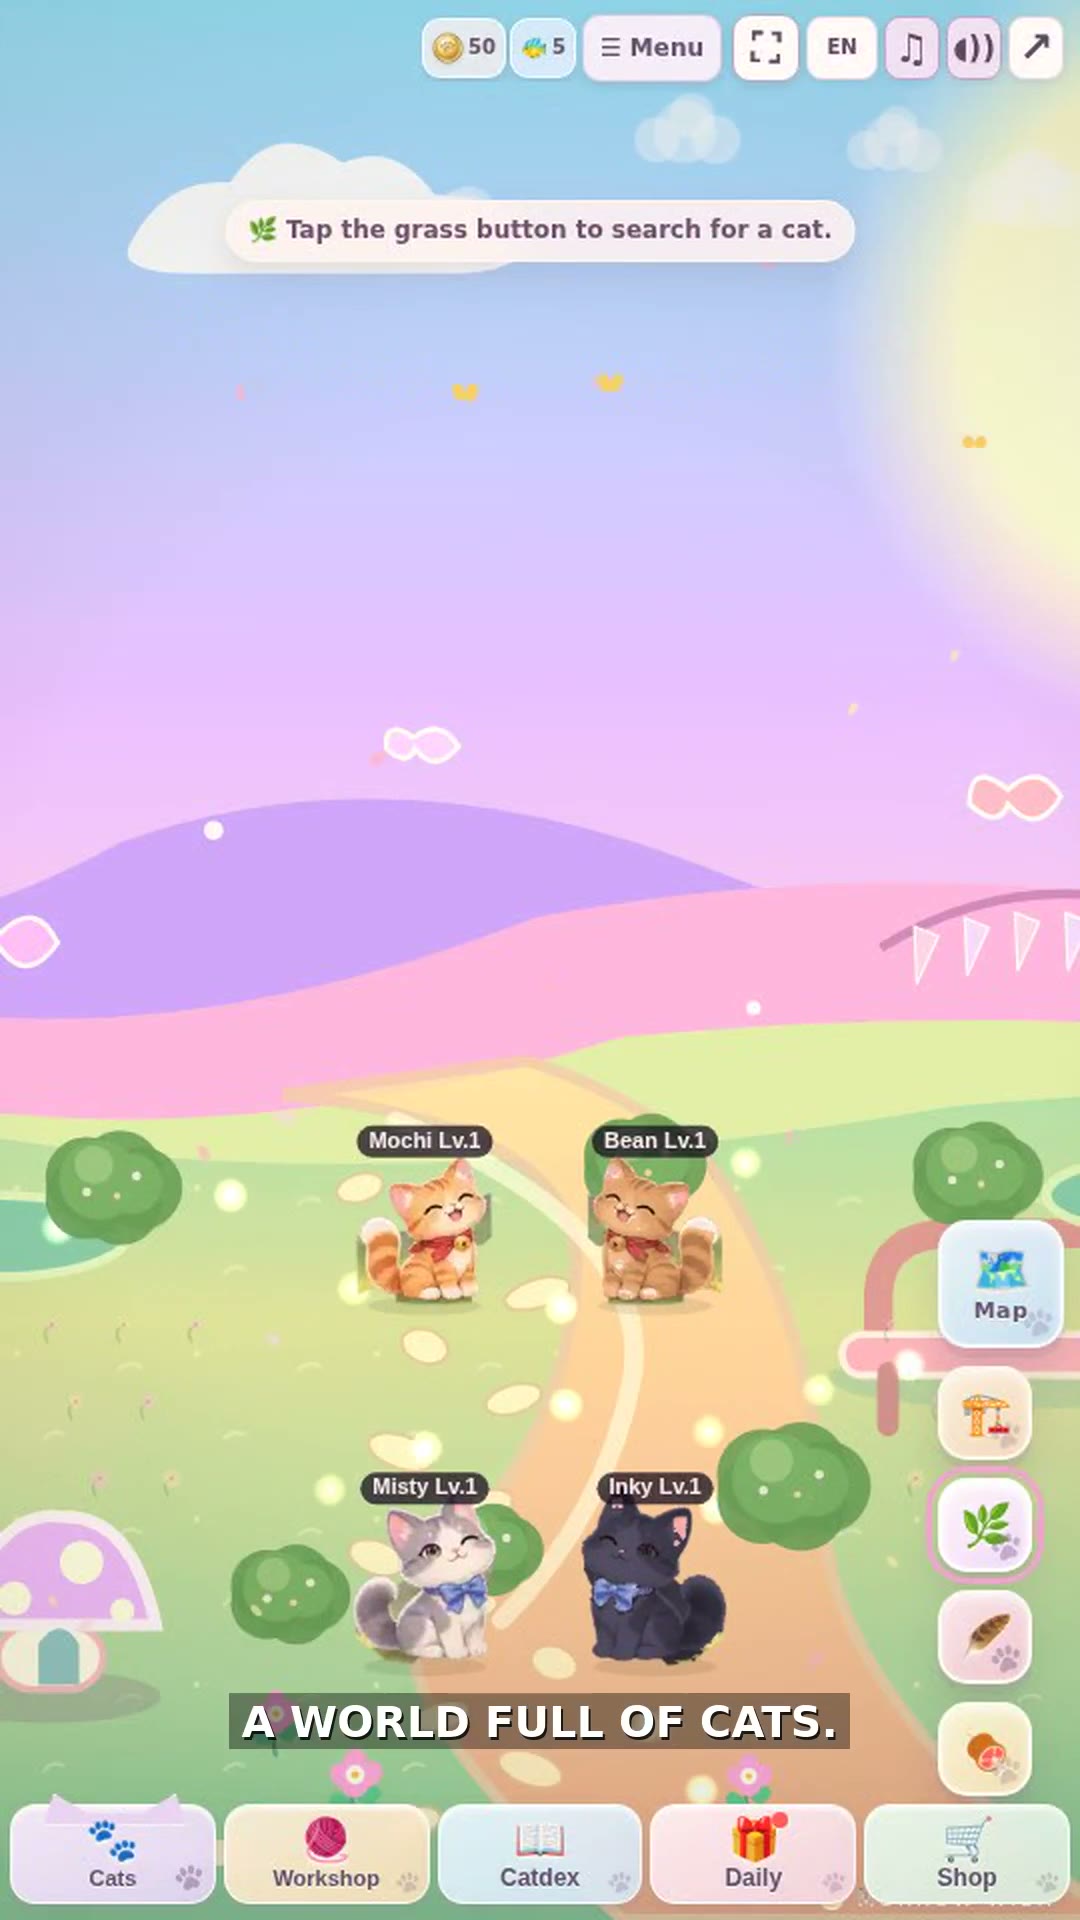 50
5
☰ Menu
EN
Tap the grass button to search for a cat.
Mochi Lv.1
Bean Lv.1
Map
Misty Lv.1
Inky Lv.1
A WORLD FULL OF CATS.
Cats
Workshop
Catdex
Daily
Shop